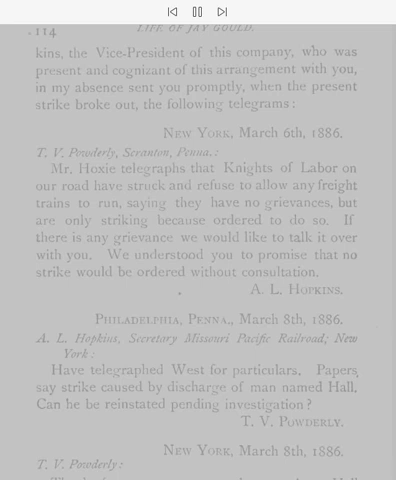 114 LIFE OF JAY GOULD.
kins, the Vice-President of this company, who was
present and cognizant of this arrangement with you,
in my absence sent you promptly, when the present
strike broke out, the following telegrams:
New York, March 6th, 1886.
T. V. Powderly, Scranton, Penna.:
Mr. Hoxie telegraphs that Knights of Labor on
our road have struck and refuse to allow any freight
trains to run, saying they have no grievances, but
are only striking because ordered to do so. If
there is any grievance we would like to talk it over
with you. We understood you to promise that no
strike would be ordered without consultation.
A. L. Hopkins.
Philadelphia, Penna., March 8th, 1886.
A. L. Hopkins, Secretary Missouri Pacific Railroad, New
York:
Have telegraphed West for particulars. Papers
say strike caused by discharge of man named Hall.
Can he be reinstated pending investigation?
T. V. Powderly.
New York, March 8th, 1886.
T. V. Powderly: